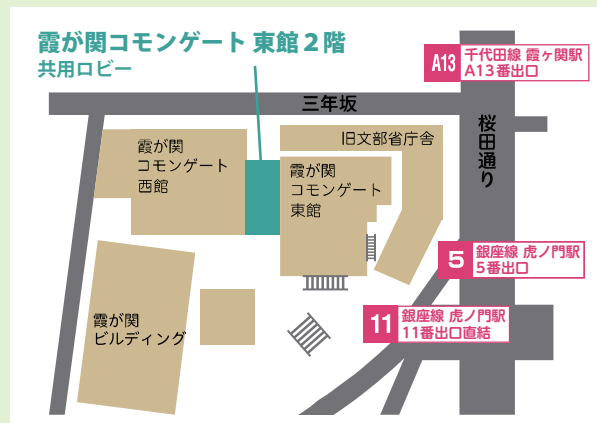 霞が関コモンゲート 東館２階
共用ロビー
A13
千代田線 霞ヶ関駅
A13番出口
三年坂
桜田通り
旧文部省庁舎
霞が関
コモンゲート
西館
霞が関
コモンゲート
東館
5
銀座線 虎ノ門駅
5番出口
11
銀座線 虎ノ門駅
11番出口直結
霞が関
ビルディング